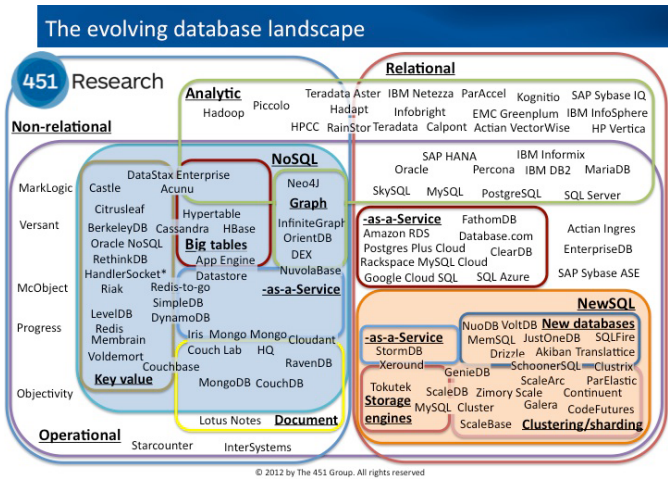 The evolving database landscape
451 Research
Relational
Analytic
Non-relational
Hadoop
Piccolo
Teradata Aster
IBM Netezza
ParAccel
Kognitio
SAP Sybase IQ
Hadapt
Infobright
EMC Greenplum
IBM InfoSphere
HPCC
RainStor
Teradata
Calpont
Actian VectorWise
HP Vertica
NoSQL
SAP HANA
IBM Informix
Oracle
Percona
IBM DB2
MariaDB
SkySQL
MySQL
PostgreSQL
SQL Server
MarkLogic
Versant
McObject
Progress
Objectivity
DataStax Enterprise
Castle
Acunu
Citrusleaf
Hypertable
BerkeleyDB
Cassandra
HBase
Oracle NoSQL
Big tables
RethinkDB
App Engine
HandlerSocket*
Datastore
Riak
Redis-to-go
SimpleDB
LevelDB
DynamoDB
Redis
Membrain
Voldemort
Couchbase
Key value
Neo4J
Graph
InfiniteGraph
OrientDB
DEX
NuvolaBase
-as-a-Service
Iris
Mongo
Mongo
Cloudant
Couch
Lab
HQ
RavenDB
MongoDB
CouchDB
Lotus Notes
Document
Operational
Starcounter
InterSystems
-as-a-Service
FathomDB
Amazon RDS
Database.com
Postgres Plus Cloud
ClearDB
Rackspace MySQL Cloud
Google Cloud SQL
SQL Azure
Actian Ingres
EnterpriseDB
SAP Sybase ASE
NewSQL
-as-a-Service
StormDB
Xeround
NuoDB
VoltDB
New databases
MemSQL
JustOneDB
SQLFire
Drizzle
Akiban
Translattice
SchoonerSQL
Clustrix
GenieDB
ScaleArc
ParElastic
Tokutek
ScaleDB
Zimory Scale
Continuent
Storage
engines
MySQL Cluster
Galera
CodeFutures
ScaleBase
Clustering/sharding
© 2012 by The 451 Group. All rights reserved